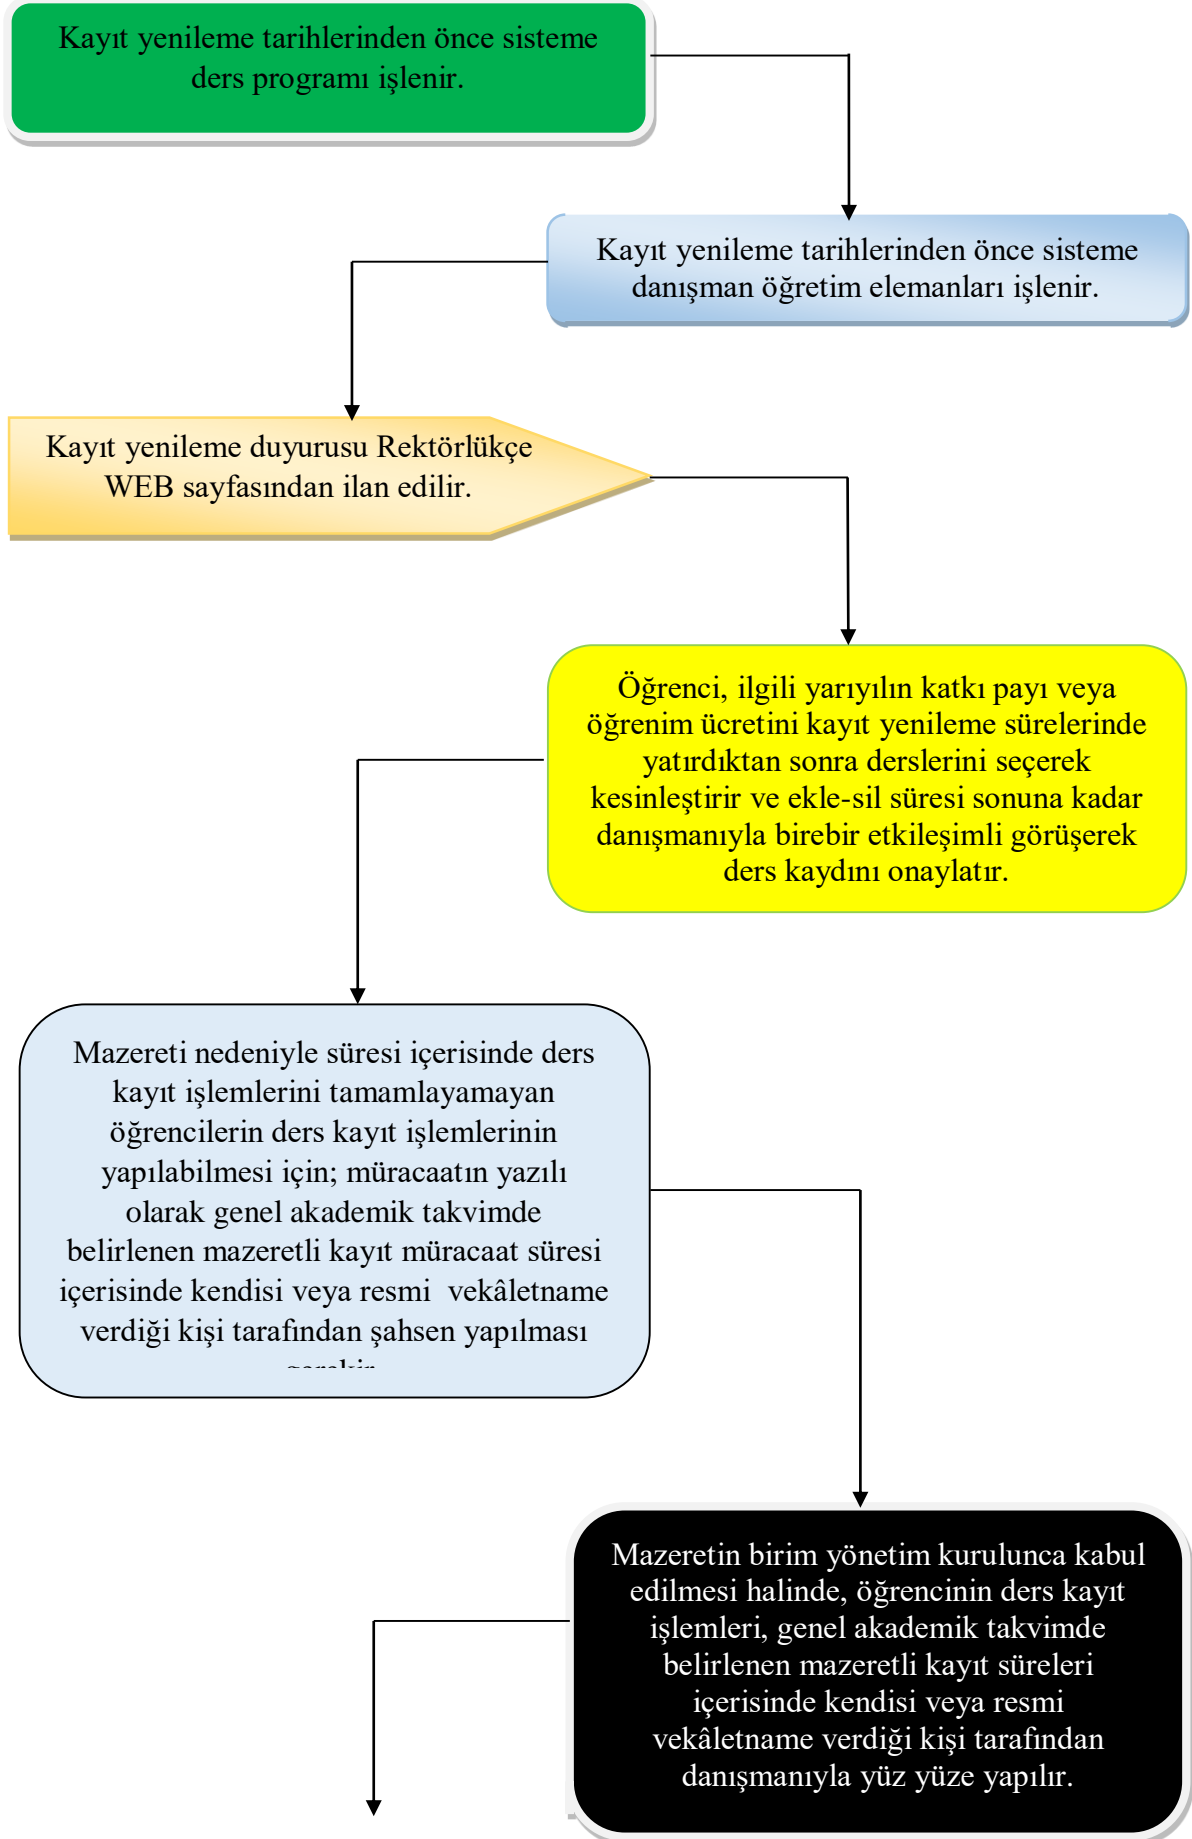 Kayıt yenileme tarihlerinden önce sisteme
ders programı işlenir.
Kayıt yenileme tarihlerinden önce sisteme
danışman öğretim elemanları işlenir.
Kayıt yenileme duyurusu Rektörlükçe
WEB sayfasından ilan edilir.
Öğrenci, ilgili yarıyılın katkı payı veya
öğrenim ücretini kayıt yenileme sürelerinde
yatırdıktan sonra derslerini seçerek
kesinleştirir ve ekle-sil süresi sonuna kadar
danışmanıyla birebir etkileşimli görüşerek
ders kaydını onaylatır.
Mazereti nedeniyle süresi içerisinde ders
kayıt işlemlerini tamamlayamayan
öğrencilerin ders kayıt işlemlerinin
yapılabilmesi için; müracaatın yazılı
olarak genel akademik takvimde
belirlenen mazeretli kayıt müracaat süresi
içerisinde kendisi veya resmi vekâletname
verdiği kişi tarafından şahsen yapılması
Mazeretin birim yönetim kurulunca kabul
edilmesi halinde, öğrencinin ders kayıt
işlemleri, genel akademik takvimde
belirlenen mazeretli kayıt süreleri
içerisinde kendisi veya resmi
vekâletname verdiği kişi tarafından
danışmanıyla yüz yüze yapılır.